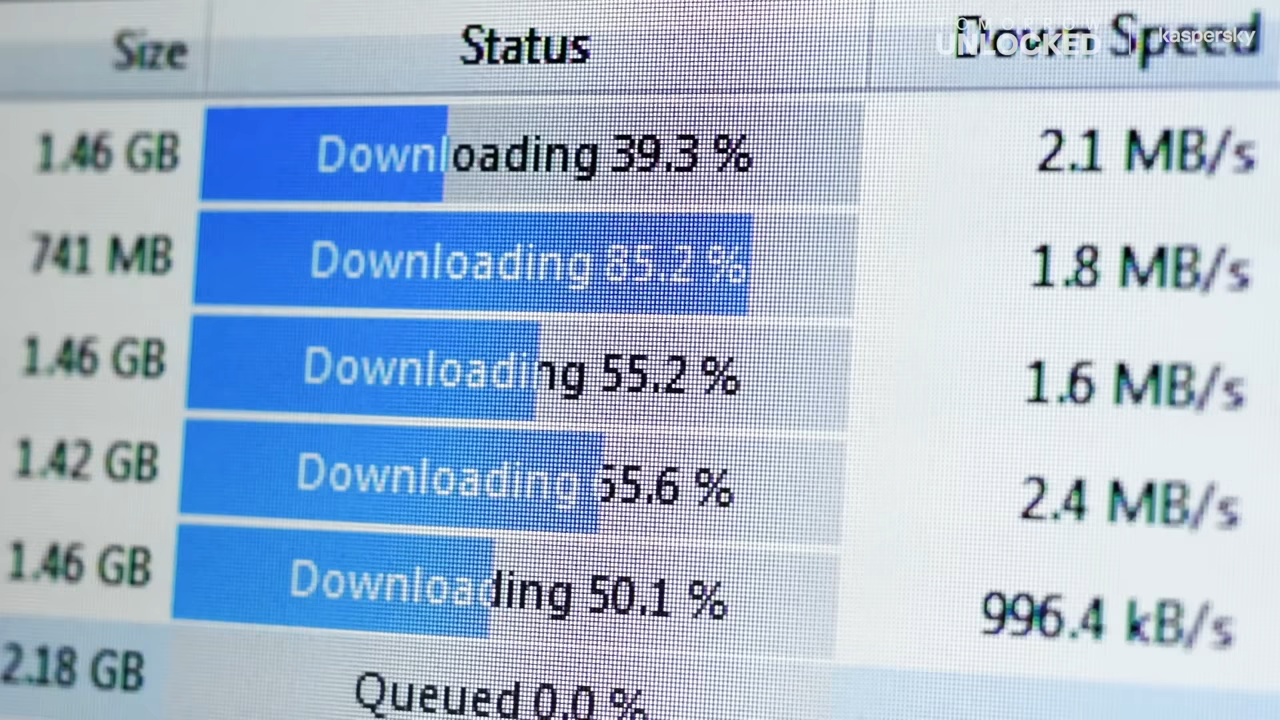 TOMORROW
UNLOCKED | kaspersky
Size Status Down Speed
1.46 GB Downloading 39.3 % 2.1 MB/s
741 MB Downloading 85.2 % 1.8 MB/s
1.46 GB Downloading 55.2 % 1.6 MB/s
1.42 GB Downloading 65.6 % 2.4 MB/s
1.46 GB Downloading 50.1 % 996.4 kB/s
2.18 GB Queued 0.0 %